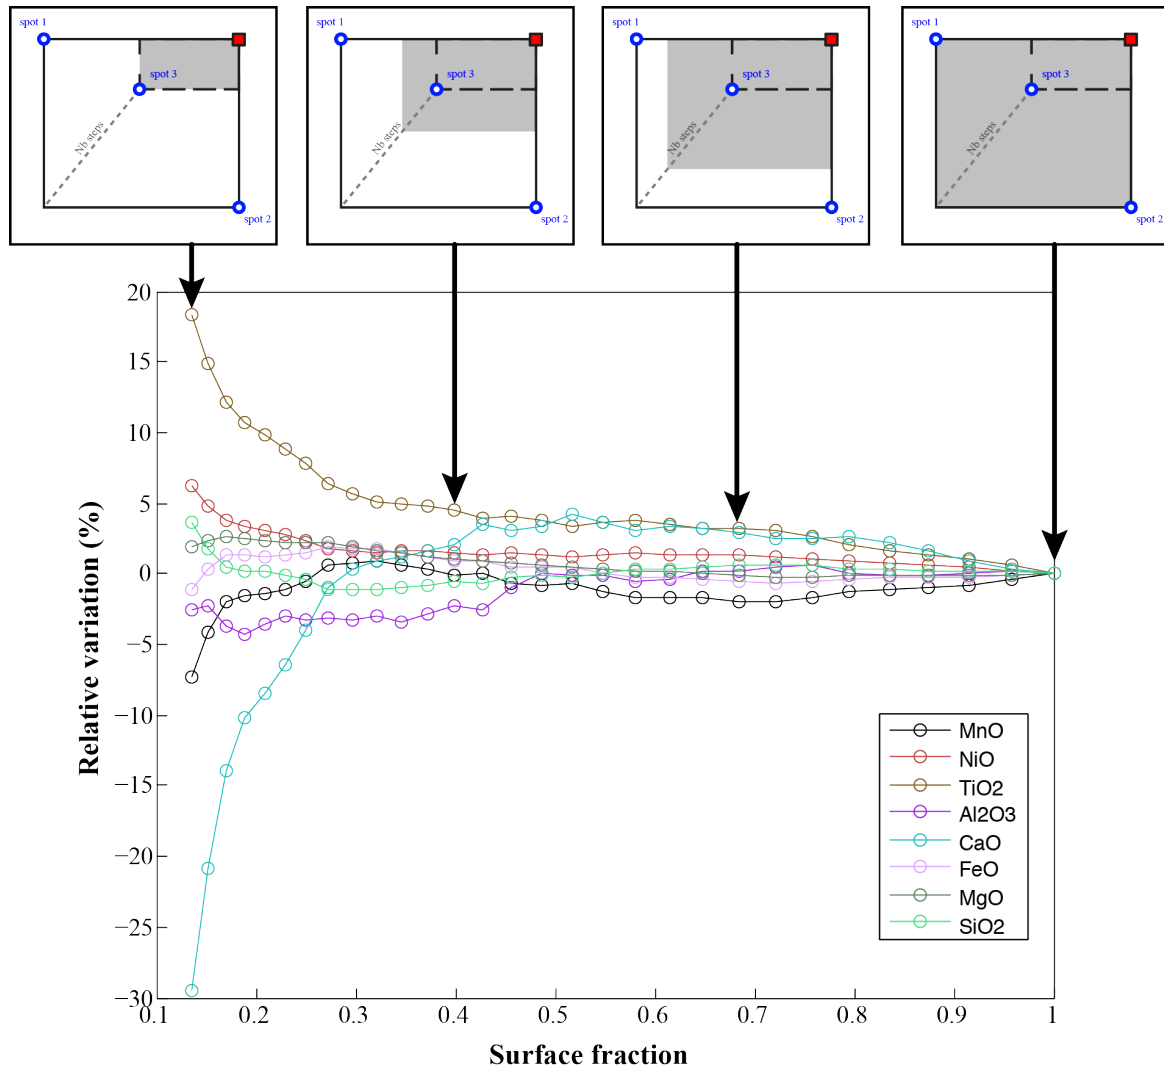 spot 1
spot 3
Nb steps
spot 2
spot 1
spot 3
Nb steps
spot 2
spot 1
spot 3
Nb steps
spot 2
spot 1
spot 3
Nb steps
spot 2
Relative variation (%)
20
15
10
5
0
−5
−10
−15
−20
−25
−30
MnO
NiO
TiO2
Al2O3
CaO
FeO
MgO
SiO2
0.1
0.2
0.3
0.4
0.5
0.6
0.7
0.8
0.9
1
Surface fraction